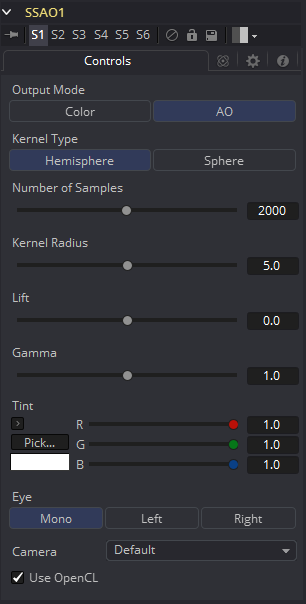 SSAO1
S1 S2 S3 S4 S5 S6
Controls
Output Mode
Color AO
Kernel Type
Hemisphere Sphere
Number of Samples
2000
Kernel Radius
5.0
Lift
0.0
Gamma
1.0
Tint
R 1.0
Pick... G 1.0
B 1.0
Eye
Mono Left Right
Camera Default
Use OpenCL